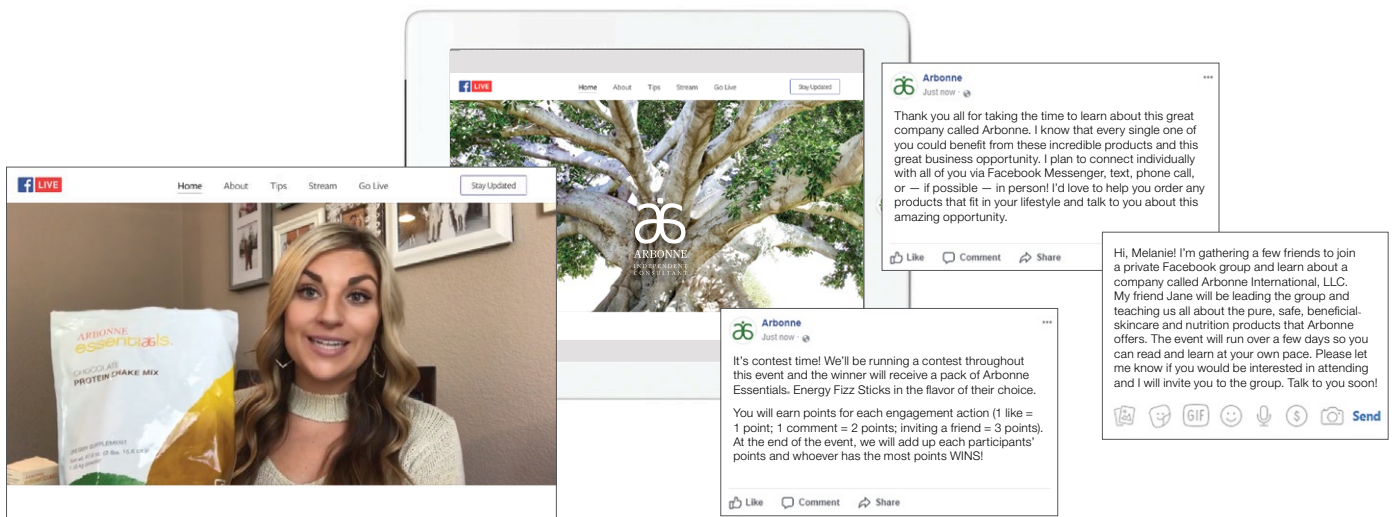 LIVE
Home About Tips Stream Go Live
Stay Updated
ARBONNE
INDEPENDENT
CONSULTANT
LIVE
Home About Tips Stream Go Live
Stay Updated
ARBONNE
essentials.
CHOCOLATE
PROTEIN SHAKE MIX
Arbonne
Just now
Thank you all for taking the time to learn about this great
company called Arbonne. I know that every single one of
you could benefit from these incredible products and this
great business opportunity. I plan to connect individually
with all of you via Facebook Messenger, text, phone call,
or — if possible — in person! I'd love to help you order any
products that fit in your lifestyle and talk to you about this
amazing opportunity.
Like Comment Share
Hi, Melanie! I'm gathering a few friends to join
a private Facebook group and learn about a
company called Arbonne International, LLC.
My friend Jane will be leading the group and
teaching us all about the pure, safe, beneficial
skincare and nutrition products that Arbonne
offers. The event will run over a few days so you
can read and learn at your own pace. Please let
me know if you would be interested in attending
and I will invite you to the group. Talk to you soon!
GIF $ Send
Arbonne
Just now
It's contest time! We'll be running a contest throughout
this event and the winner will receive a pack of Arbonne
Essentials Energy Fizz Sticks in the flavor of their choice.
You will earn points for each engagement action (1 like =
1 point; 1 comment = 2 points; inviting a friend = 3 points).
At the end of the event, we will add up each participants'
points and whoever has the most points WINS!
Like Comment Share